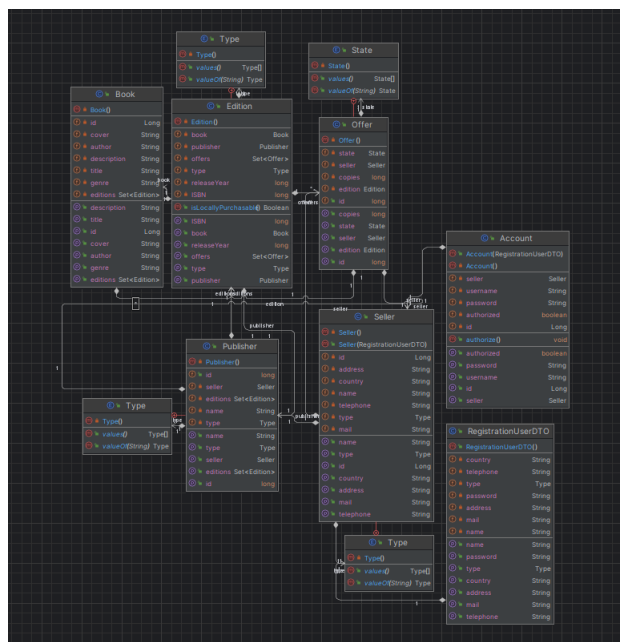 Type
Type()
values() Type[]
valueOf(String) Type
State
State()
values() State[]
valueOf(String) State
Book
Book()
id Long
cover String
author String
description String
title String
genre String
editions Set<Edition>
description String
title String
id Long
cover String
author String
genre String
editions Set<Edition>
Edition
Edition()
book Book
publisher Publisher
offers Set<Offer>
type Type
releaseYear long
ISBN long
isLocallyPurchasable() Boolean
ISBN long
book Book
releaseYear long
offers Set<Offer>
type Type
publisher Publisher
Offer
Offer()
state State
seller Seller
copies long
edition Edition
id long
copies long
state State
seller Seller
edition Edition
id long
Account
Account(RegistrationUserDTO)
Account()
seller Seller
username String
password String
authorized boolean
id Long
authorize() void
authorized boolean
password String
username String
id Long
seller Seller
Publisher
Publisher()
id long
seller Seller
editions Set<Edition>
name String
type Type
name String
type Type
seller Seller
editions Set<Edition>
id long
Seller
Seller()
Seller(RegistrationUserDTO)
id Long
address String
country String
name String
telephone String
type Type
mail String
name String
type Type
id Long
country String
address String
mail String
telephone String
Type
Type()
values() Type[]
valueOf(String) Type
RegistrationUserDTO
RegistrationUserDTO()
country String
telephone String
type Type
password String
address String
mail String
name String
name String
password String
type Type
country String
address String
mail String
telephone String
Type
Type()
values() Type[]
valueOf(String) Type
book
edition
publisher
seller
seller